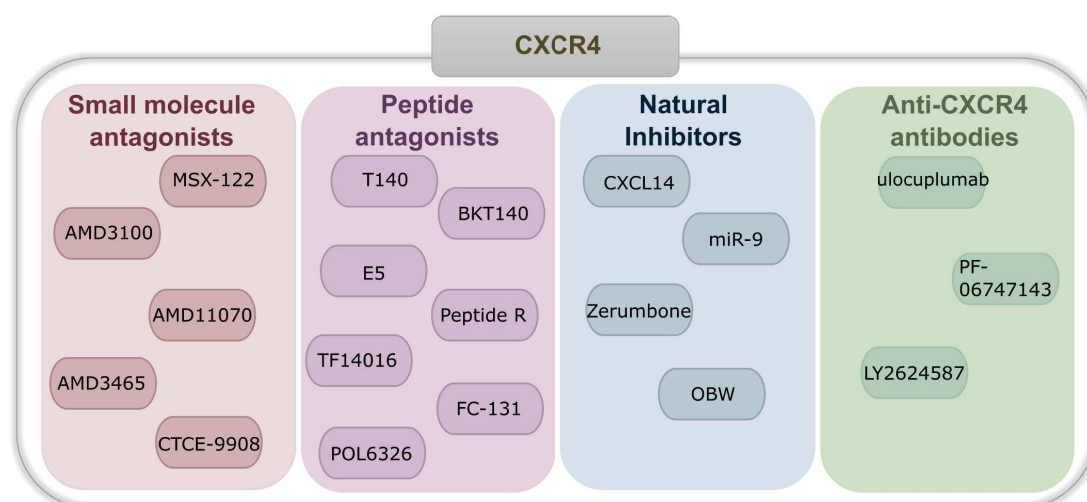 CXCR4
Small molecule
antagonists
MSX-122
AMD3100
AMD11070
AMD3465
CTCE-9908
Peptide
antagonists
T140
BKT140
E5
Peptide R
TF14016
FC-131
POL6326
Natural
Inhibitors
CXCL14
miR-9
Zerumbone
OBW
Anti-CXCR4
antibodies
ulocuplumab
PF-
06747143
LY2624587